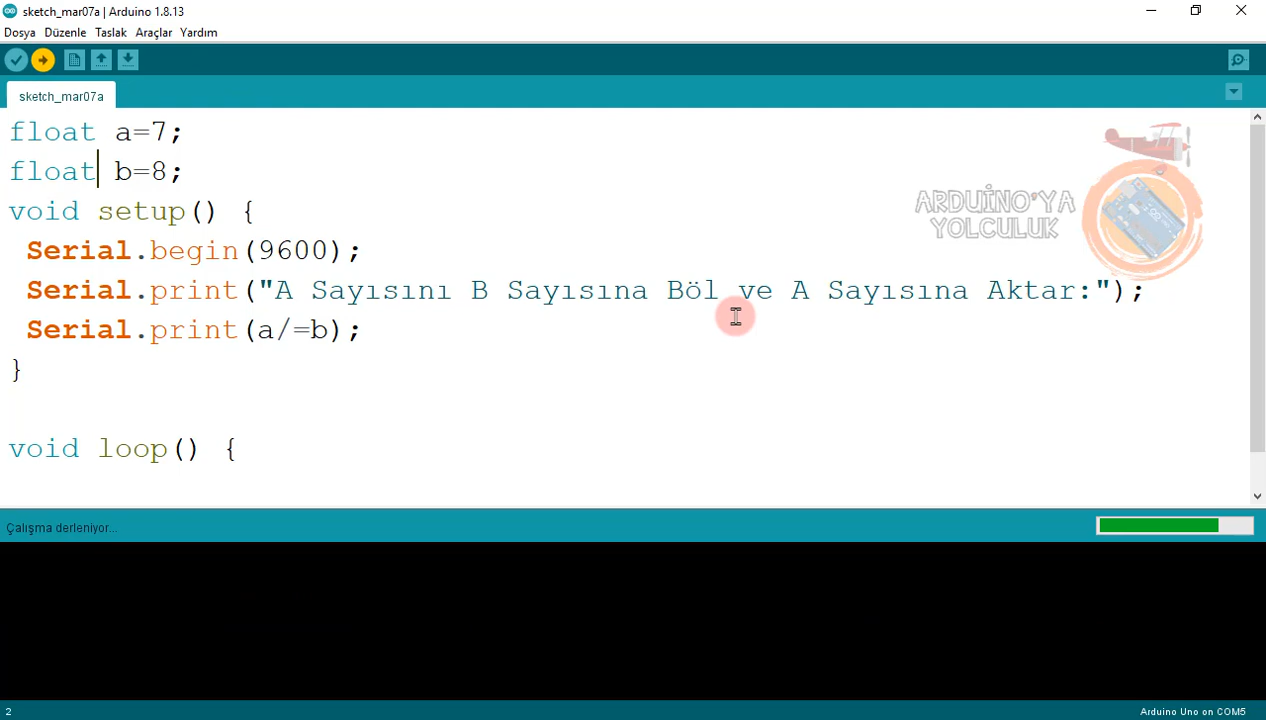 sketch_mar07a | Arduino 1.8.13
Dosya Düzenle Taslak Araçlar Yardım
sketch_mar07a
float a=7;
float b=8;
void setup() {
Serial.begin(9600);
Serial.print("A Sayısını B Sayısına Böl ve A Sayısına Aktar:");
Serial.print(a/=b);
}
void loop() {
ARDUİNO'YA
YOLCULUK
Çalışma derleniyor...
2
Arduino Uno on COM5